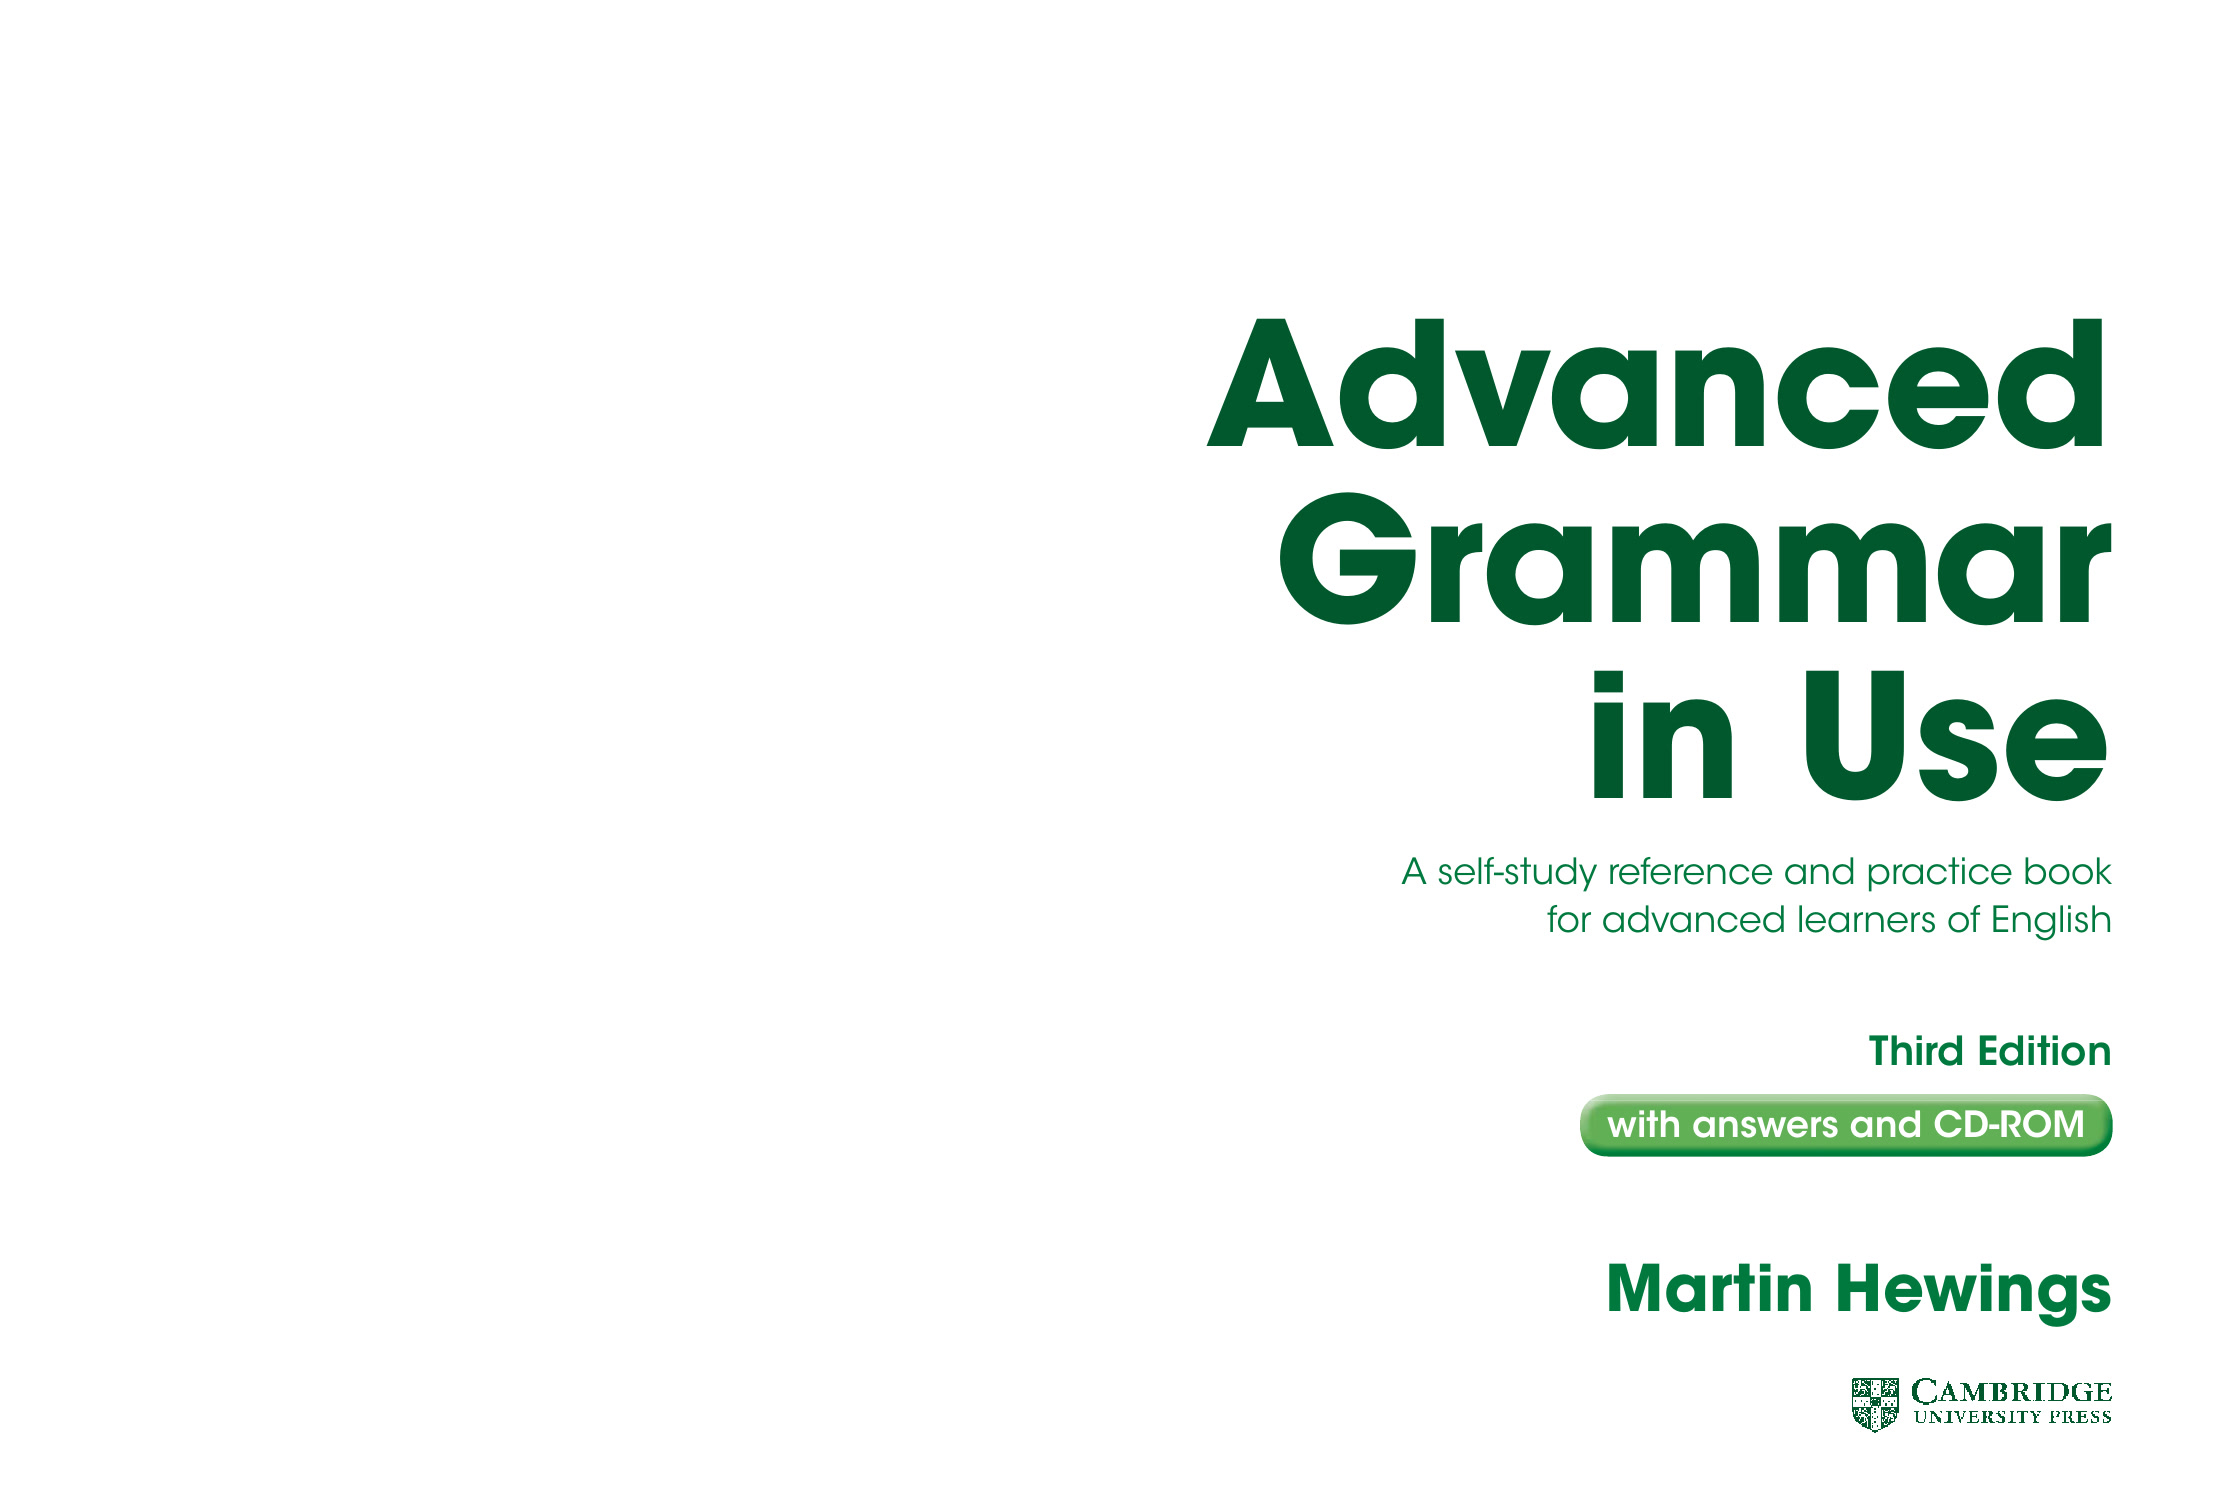 Advanced
Grammar
in Use
A self-study reference and practice book
for advanced learners of English
Third Edition
with answers and CD-ROM
Martin Hewings
CAMBRIDGE
UNIVERSITY PRESS